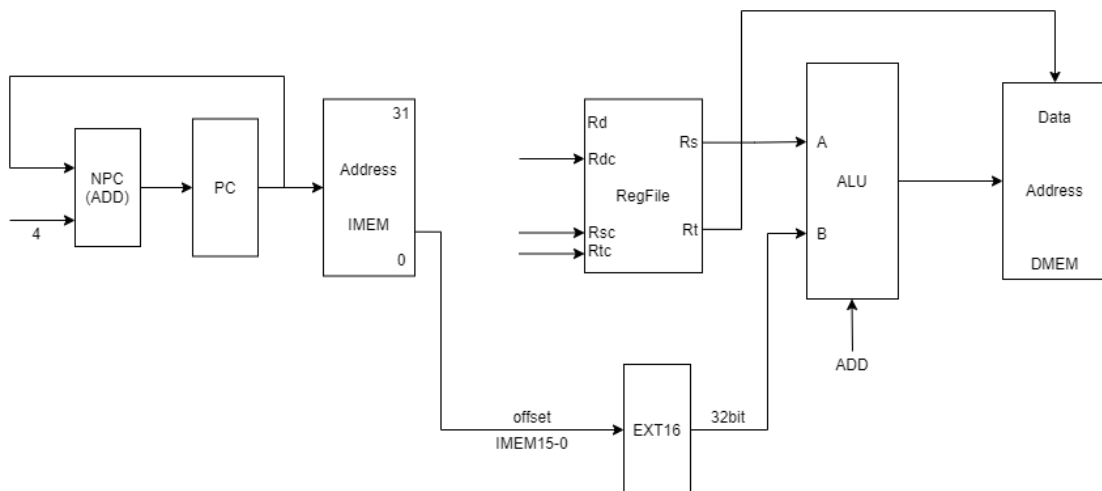 31
Rd
Data
Rs
A
Address
Rdc
NPC
(ADD)
PC
ALU
Address
RegFile
IMEM
Rsc
Rt
B
4
Rtc
0
DMEM
ADD
offset
32bit
EXT16
IMEM15-0